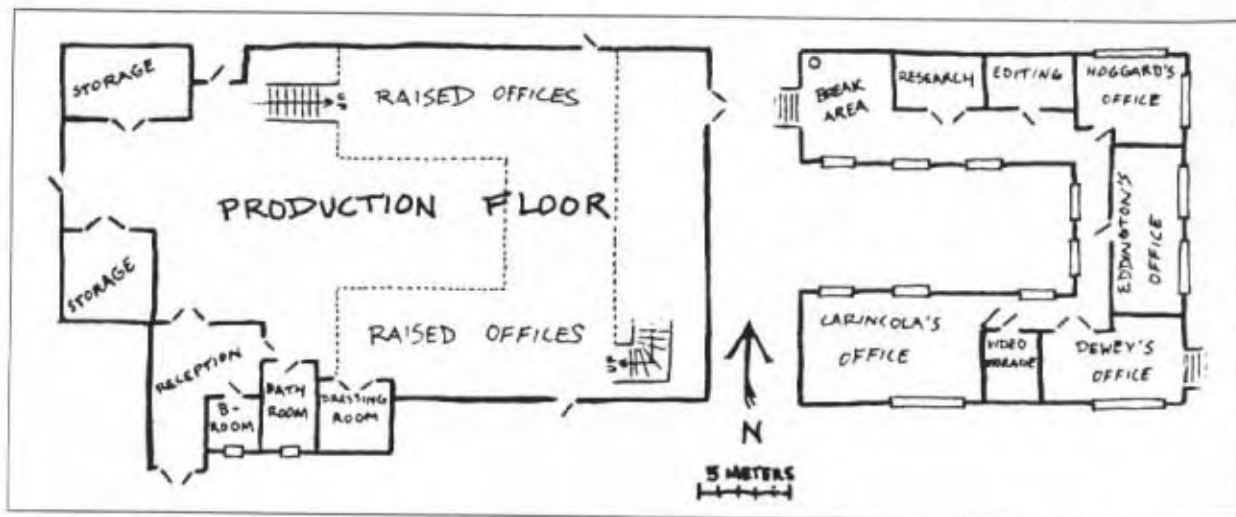 STORAGE
RAISED OFFICES
BREAK
AREA
RESEARCH
EDITING
HOGGARD'S
OFFICE
PRODUCTION FLOOR
EDDINGTON'S
OFFICE
STORAGE
RAISED OFFICES
RECEPTION
B-
ROOM
BATH
ROOM
DRESSING
ROOM
LARINCOLA'S
OFFICE
VIDEO
STORAGE
DEWEY'S
OFFICE
N
5 METERS